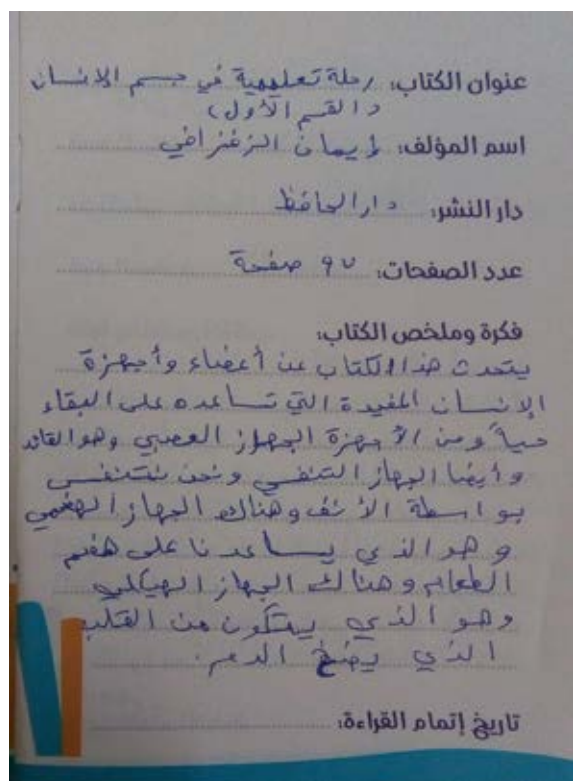 عنوان الكتاب: رحلة تعليمية في جسم الإنسان
(القسم الأول)
اسم المؤلف: إيمان الزغزافي
دار النشر: دار الحافظ
عدد الصفحات: ٩٧ صفحة
فكرة وملخص الكتاب:
يتحدث هذا الكتاب عن أعضاء وأجهزة
الإنسان المفيدة التي تساعده على البقاء
حياً ومن الأجهزة الجهاز العصبي وهو القائد
وأيضا الجهاز التنفسي ونحن نتنفس
بواسطة الأنف وهناك الجهاز الهضمي
وهو الذي يساعدنا على هضم
الطعام وهناك الجهاز الهيكلي
وهو الذي يتكون من القلب
الذي يضخ الدم.
تاريخ إتمام القراءة: